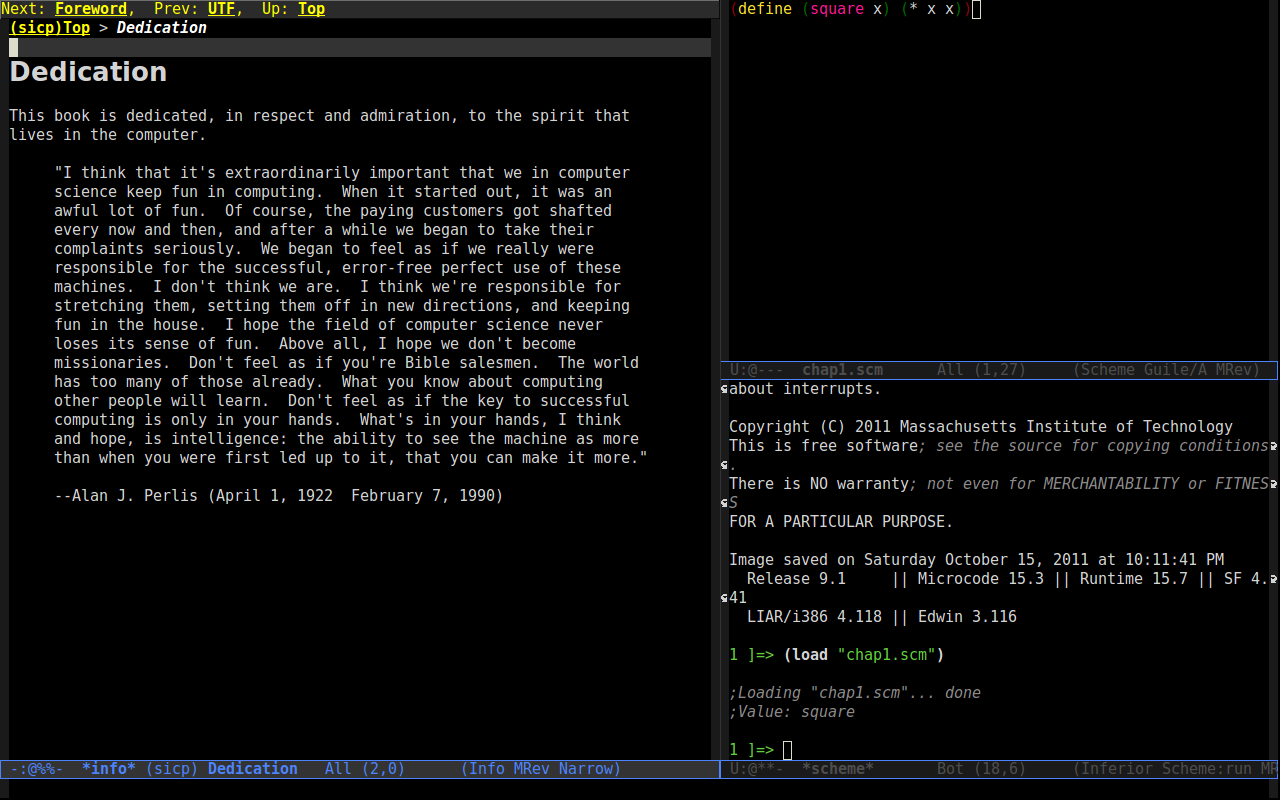 Next: Foreword,  Prev: UTF,  Up: Top
(sicp)Top > Dedication
Dedication
This book is dedicated, in respect and admiration, to the spirit that
lives in the computer.
"I think that it's extraordinarily important that we in computer
science keep fun in computing.  When it started out, it was an
awful lot of fun.  Of course, the paying customers got shafted
every now and then, and after a while we began to take their
complaints seriously.  We began to feel as if we really were
responsible for the successful, error-free perfect use of these
machines.  I don't think we are.  I think we're responsible for
stretching them, setting them off in new directions, and keeping
fun in the house.  I hope the field of computer science never
loses its sense of fun.  Above all, I hope we don't become
missionaries.  Don't feel as if you're Bible salesmen.  The world
has too many of those already.  What you know about computing
other people will learn.  Don't feel as if the key to successful
computing is only in your hands.  What's in your hands, I think
and hope, is intelligence: the ability to see the machine as more
than when you were first led up to it, that you can make it more."
--Alan J. Perlis (April 1, 1922  February 7, 1990)
-:@%%-  *info* (sicp) Dedication   All (2,0)      (Info MRev Narrow)
(define (square x) (* x x))
U:@---  chap1.scm      All (1,27)     (Scheme Guile/A MRev)
about interrupts.
Copyright (C) 2011 Massachusetts Institute of Technology
This is free software; see the source for copying conditions
.
There is NO warranty; not even for MERCHANTABILITY or FITNES
S
FOR A PARTICULAR PURPOSE.
Image saved on Saturday October 15, 2011 at 10:11:41 PM
Release 9.1     || Microcode 15.3 || Runtime 15.7 || SF 4.
41
LIAR/i386 4.118 || Edwin 3.116
1 ]=> (load "chap1.scm")
;Loading "chap1.scm"... done
;Value: square
1 ]=>
U:@**-  *scheme*       Bot (18,6)     (Inferior Scheme:run MR